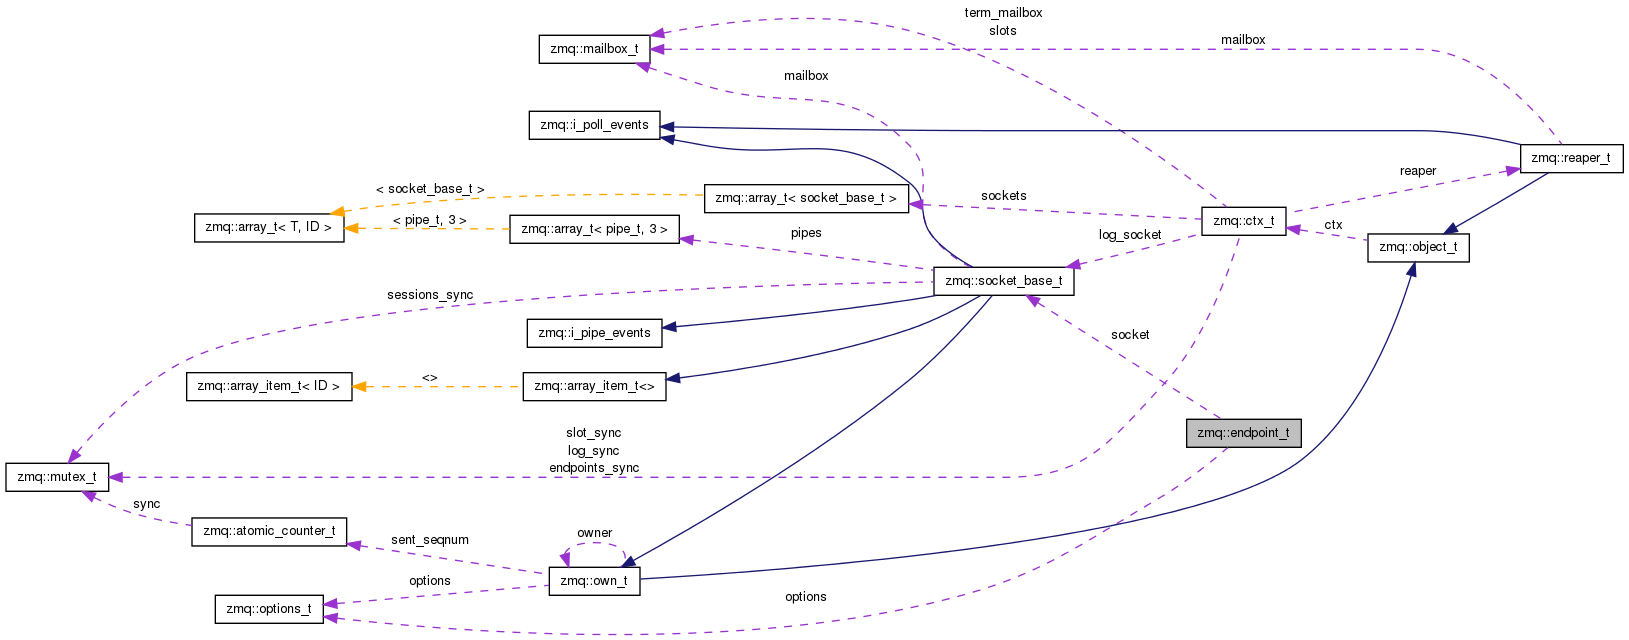 term_mailbox
slots
zmq::mailbox_t
mailbox
mailbox
zmq::i_poll_events
zmq::reaper_t
reaper
< socket_base_t >
zmq::array_t< socket_base_t >
sockets
zmq::array_t< T, ID >
< pipe_t, 3 >
zmq::array_t< pipe_t, 3 >
zmq::ctx_t
ctx
zmq::object_t
pipes
log_socket
zmq::socket_base_t
sessions_sync
zmq::i_pipe_events
socket
zmq::array_item_t< ID >
<>
zmq::array_item_t<>
slot_sync
log_sync
endpoints_sync
zmq::endpoint_t
zmq::mutex_t
sync
zmq::atomic_counter_t
sent_seqnum
owner
zmq::own_t
options
zmq::options_t
options